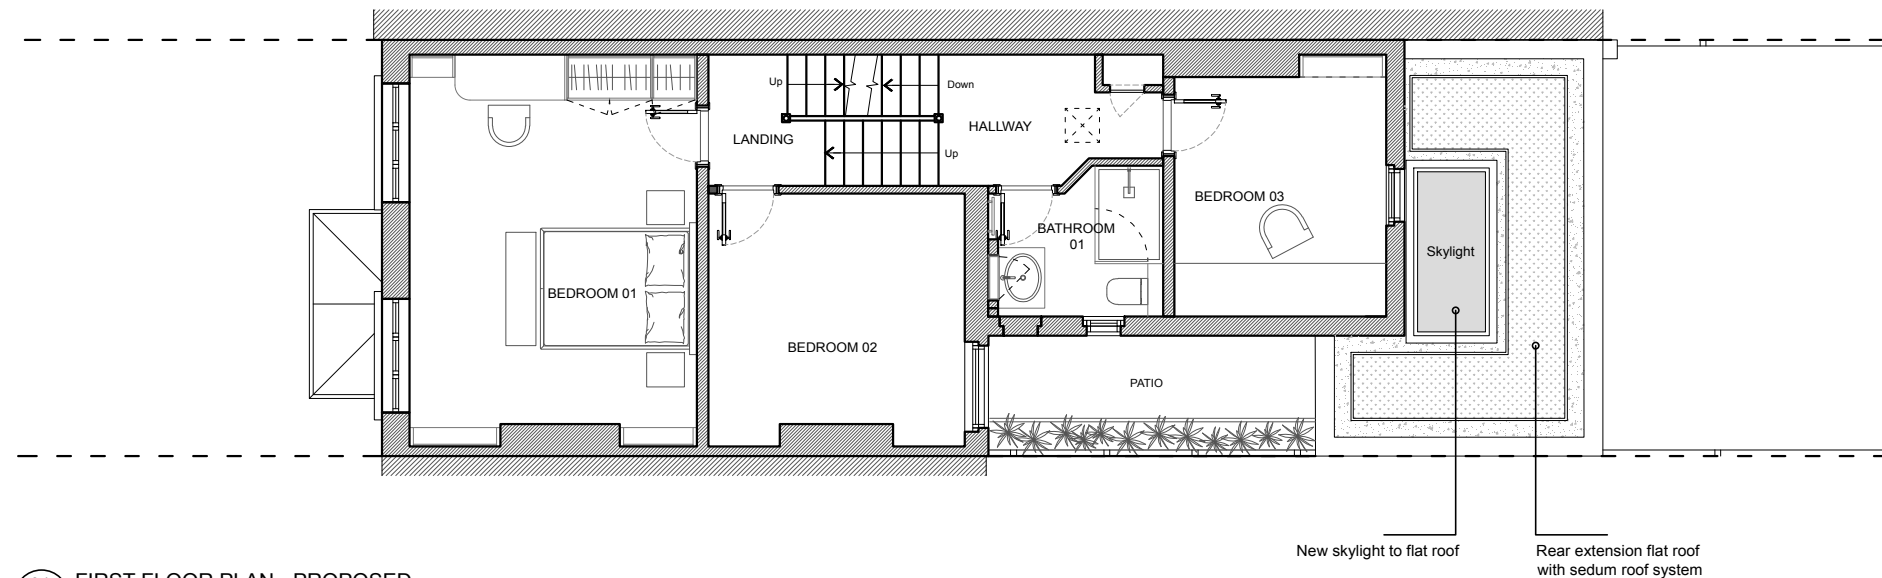 Up
Down
LANDING
HALLWAY
Up
BEDROOM 03
BATHROOM
01
Skylight
BEDROOM 01
BEDROOM 02
PATIO
New skylight to flat roof
Rear extension flat roof
with sedum roof system
FIRST FLOOR PLAN - PROPOSED